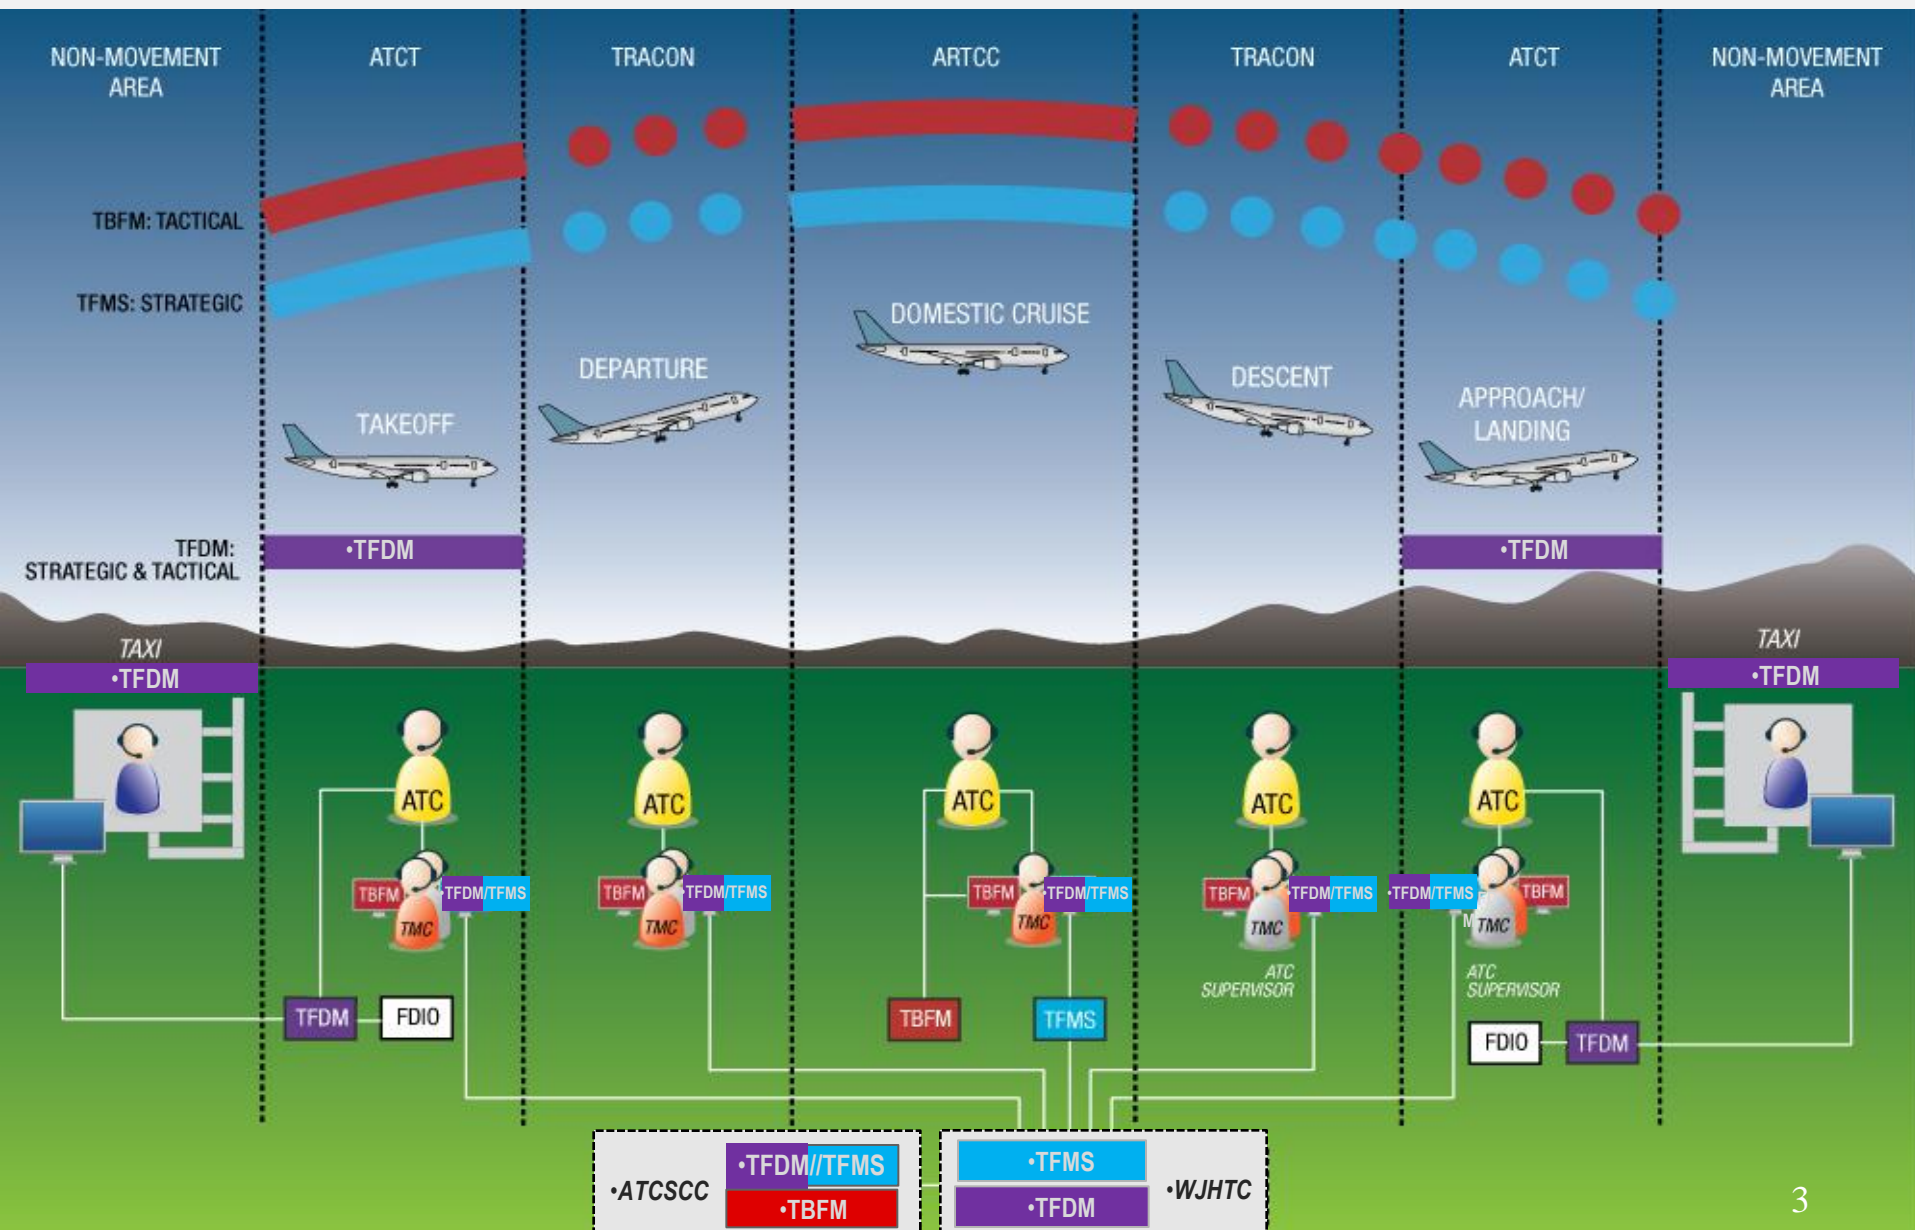 NON-MOVEMENT
AREA
ATCT
TRACON
ARTCC
TRACON
ATCT
NON-MOVEMENT
AREA
TBFM: TACTICAL
TFMS: STRATEGIC
DOMESTIC CRUISE
DEPARTURE
DESCENT
APPROACH/
LANDING
TAKEOFF
TFDM:
STRATEGIC & TACTICAL
•TFDM
•TFDM
TAXI
•TFDM
TAXI
•TFDM
ATC
ATC
ATC
ATC
ATC
TBFM
•TFDM/TFMS
TMC
TBFM
•TFDM/TFMS
TMC
TBFM
•TFDM/TFMS
TMC
TBFM
•TFDM/TFMS
TMC
•TFDM/TFMS
TBFM
M
TMC
ATC
SUPERVISOR
ATC
SUPERVISOR
TFDM
FDIO
TBFM
TFMS
FDIO
TFDM
•ATCSCC
•TFDM//TFMS
•TBFM
•TFMS
•TFDM
•WJHTC
3